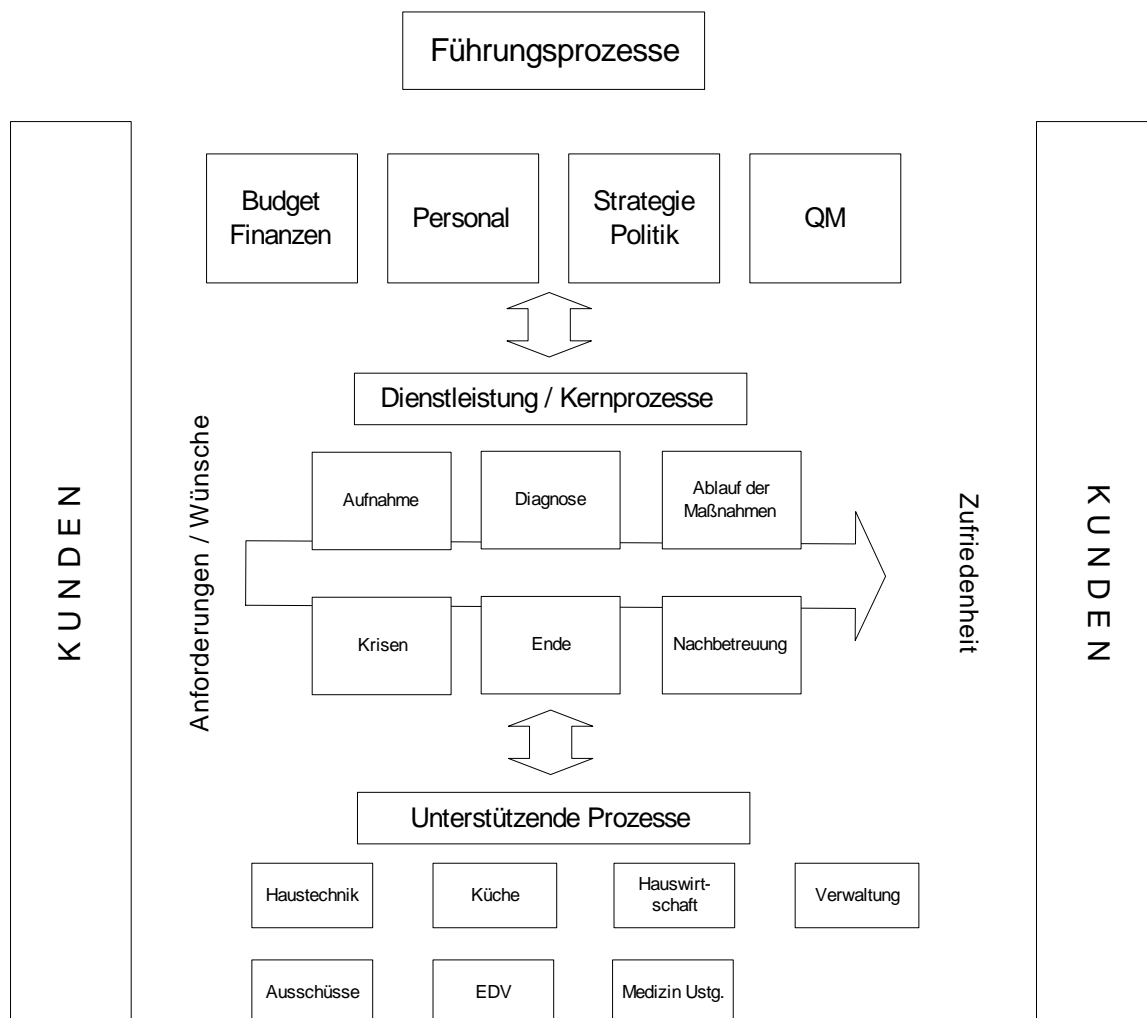 Führungsprozesse
Budget
Finanzen
Personal
Strategie
Politik
QM
Dienstleistung / Kernprozesse
KUNDEN
Anforderungen / Wünsche
Aufnahme
Diagnose
Ablauf der
Maßnahmen
Krisen
Ende
Nachbetreuung
Zufriedenheit
KUNDEN
Unterstützende Prozesse
Haustechnik
Küche
Hauswirt-
schaft
Verwaltung
Ausschüsse
EDV
Medizin Ustg.